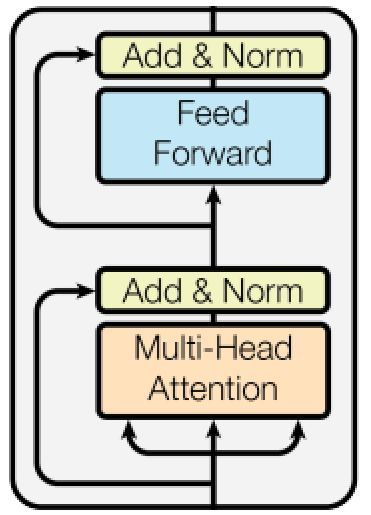 Add & Norm
Feed
Forward
Add & Norm
Multi-Head
Attention